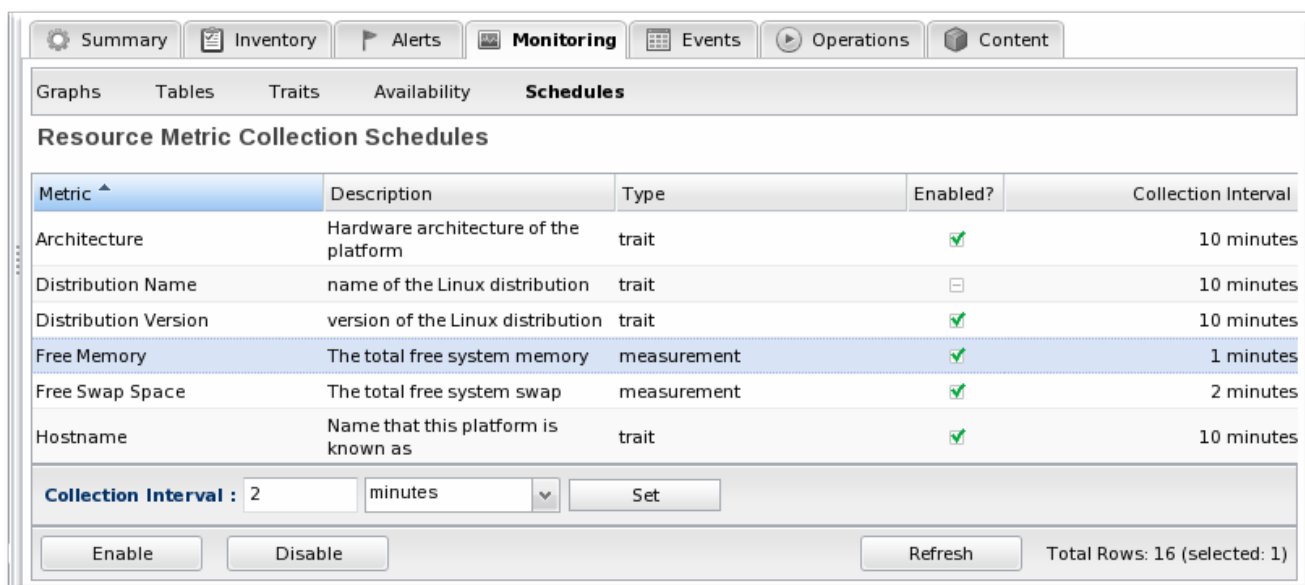 Summary Inventory Alerts Monitoring Events Operations Content
Graphs Tables Traits Availability Schedules
Resource Metric Collection Schedules
Metric Description Type Enabled? Collection Interval
Architecture Hardware architecture of the platform trait 10 minutes
Distribution Name name of the Linux distribution trait 10 minutes
Distribution Version version of the Linux distribution trait 10 minutes
Free Memory The total free system memory measurement 1 minutes
Free Swap Space The total free system swap measurement 2 minutes
Hostname Name that this platform is known as trait 10 minutes
Collection Interval : 2 minutes Set
Enable Disable Refresh Total Rows: 16 (selected: 1)